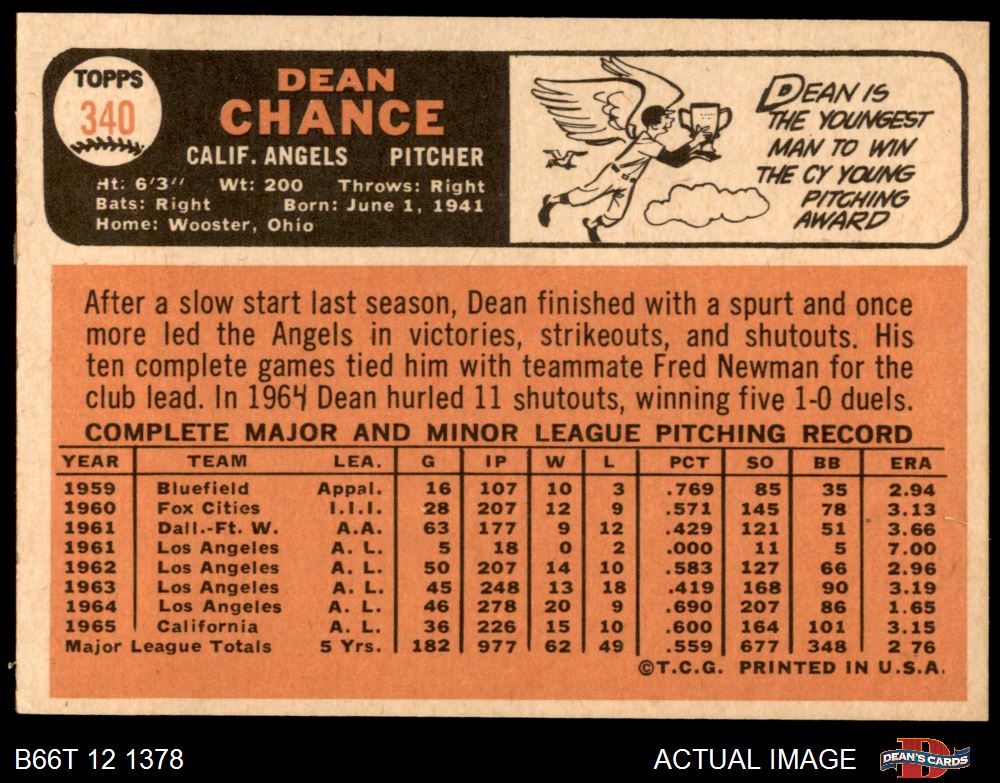 TOPPS
340
DEAN
CHANCE
CALIF. ANGELS PITCHER
Ht: 6'3" Wt: 200 Throws: Right
Bats: Right Born: June 1, 1941
Home: Wooster, Ohio
DEAN IS
THE YOUNGEST
MAN TO WIN
THE CY YOUNG
PITCHING
AWARD
After a slow start last season, Dean finished with a spurt and once
more led the Angels in victories, strikeouts, and shutouts. His
ten complete games tied him with teammate Fred Newman for the
club lead. In 1964 Dean hurled 11 shutouts, winning five 1-0 duels.
COMPLETE MAJOR AND MINOR LEAGUE PITCHING RECORD
YEAR TEAM LEA. G IP W L PCT SO BB ERA
1959 Bluefield Appal. 16 107 10 3 .769 85 35 2.94
1960 Fox Cities I.I.I. 28 207 12 9 .571 145 78 3.13
1961 Dall.-Ft. W. A.A. 63 177 9 12 .429 121 51 3.66
1961 Los Angeles A. L. 5 18 0 2 .000 11 5 7.00
1962 Los Angeles A. L. 50 207 14 10 .583 127 66 2.96
1963 Los Angeles A. L. 45 248 13 18 .419 168 90 3.19
1964 Los Angeles A. L. 46 278 20 9 .690 207 86 1.65
1965 California A. L. 36 226 15 10 .600 164 101 3.15
Major League Totals 5 Yrs. 182 977 62 49 .559 677 348 2 76
©T.C.G. PRINTED IN U.S.A.
B66T 12 1378 ACTUAL IMAGE DEAN'S CARDS